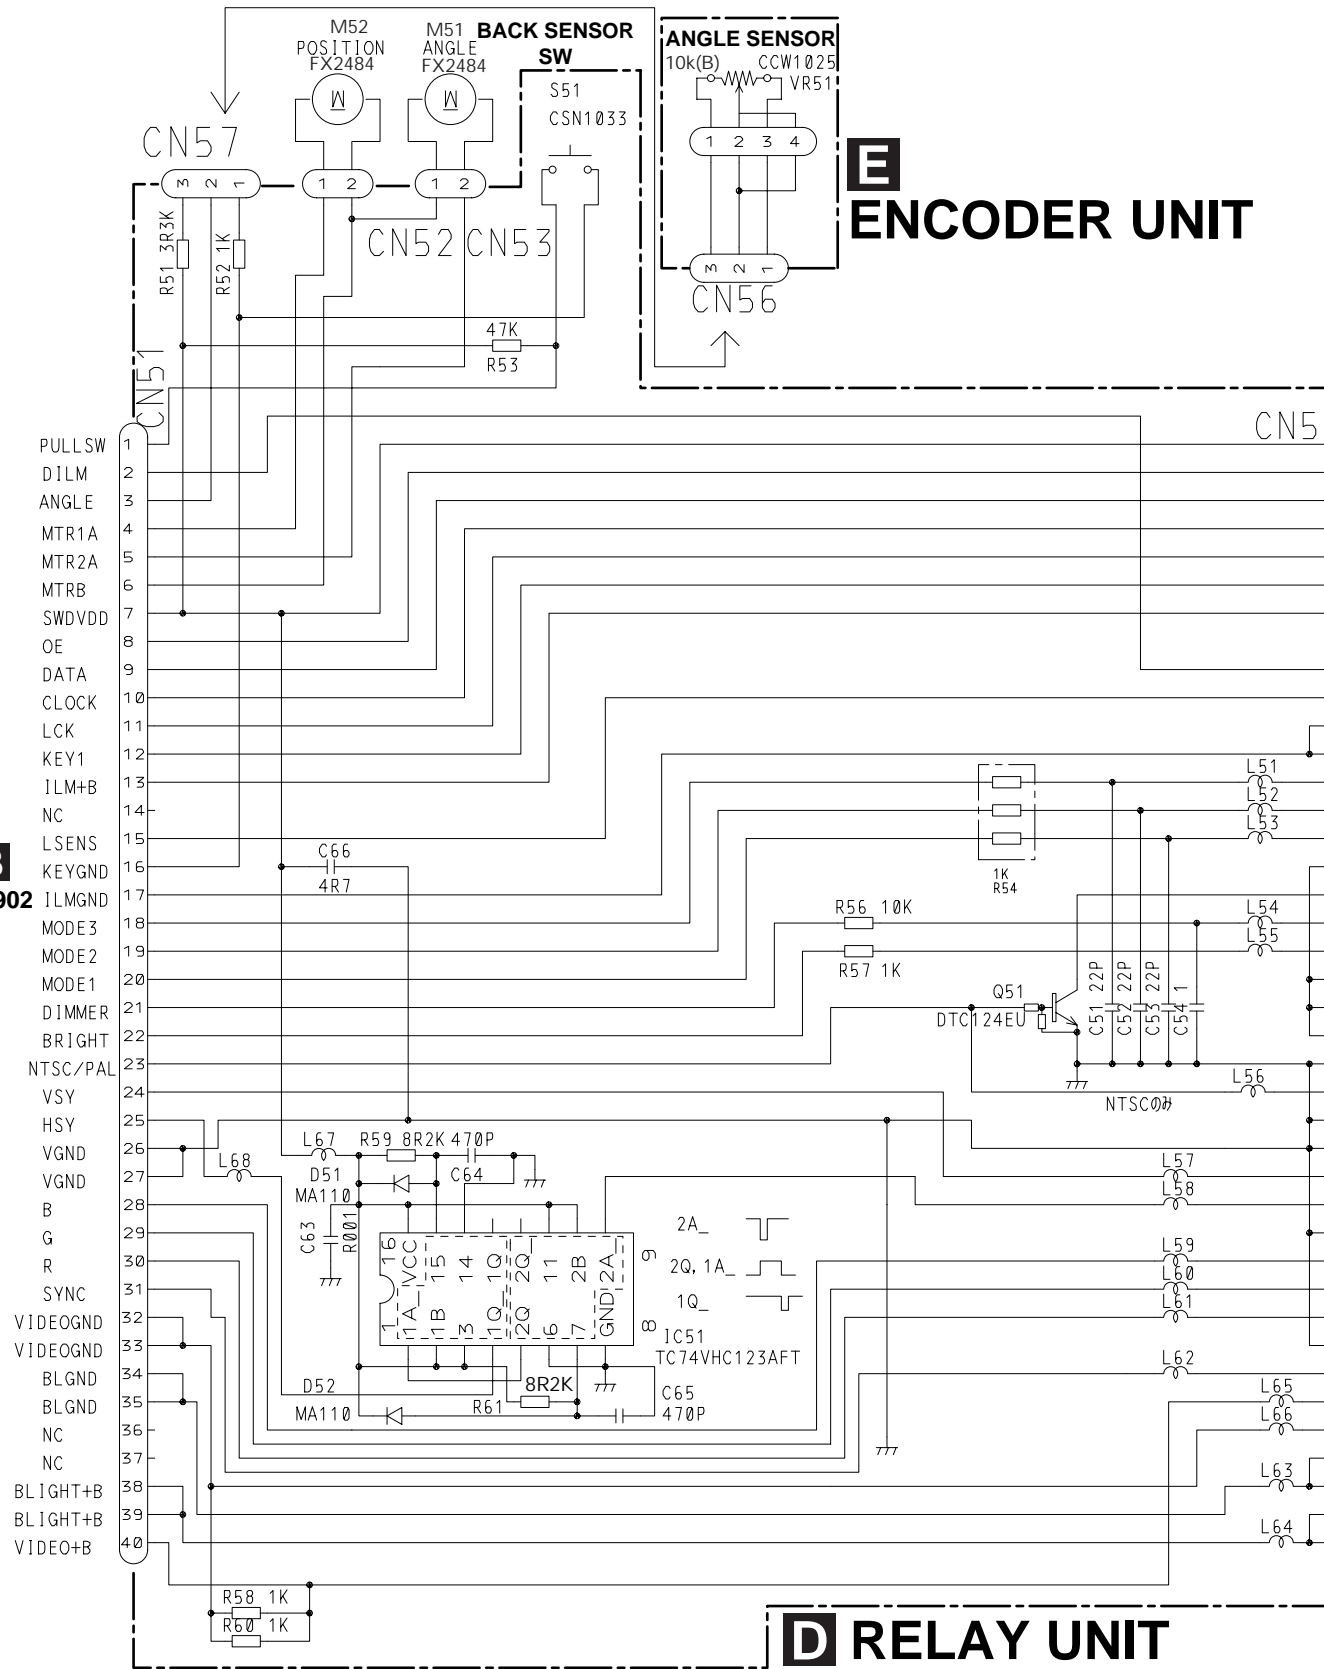 M52
POSITION
FX2484
M51
ANGLE
FX2484
BACK SENSOR
SW
S51
CSN1033
ANGLE SENSOR
10k(B)
CCW1025
VR51
1 2 3 4
E
ENCODER UNIT
CN57
3 2 1
1 2
1 2
CN52 CN53
R51 3R3K
R52 1K
3 2 1
CN56
47K
R53
CN51
CN5
PULLSW 1
DILM 2
ANGLE 3
MTR1A 4
MTR2A 5
MTRB 6
SWDVDD 7
OE 8
DATA 9
CLOCK 10
LCK 11
KEY1 12
ILM+B 13
NC 14
LSENS 15
KEYGND 16
902 ILMGND 17
MODE3 18
MODE2 19
MODE1 20
DIMMER 21
BRIGHT 22
NTSC/PAL 23
VSY 24
HSY 25
VGND 26
VGND 27
B 28
G 29
R 30
SYNC 31
VIDEOGND 32
VIDEOGND 33
BLGND 34
BLGND 35
NC 36
NC 37
BLIGHT+B 38
BLIGHT+B 39
VIDEO+B 40
C66
4R7
1K
R54
L51
L52
L53
R56 10K
R57 1K
L54
L55
Q51
DTC124EU
C51 22P
C52 22P
C53 22P
C54 1
NTSCのみ
L56
L67
R59 8R2K
470P
C64
L68
D51
MA110
C63
R001
16 VCC 15 14 1Q 2Q_ 11 2B 2A_ 9
1 1A_ 1B 3 1Q_ 2Q 6 7 GND 8
2A_
2Q,1A_
1Q_
IC51
TC74VHC123AFT
D52
MA110
R61
8R2K
C65
470P
L57
L58
L59
L60
L61
L62
L65
L66
L63
L64
R58 1K
R60 1K
D RELAY UNIT